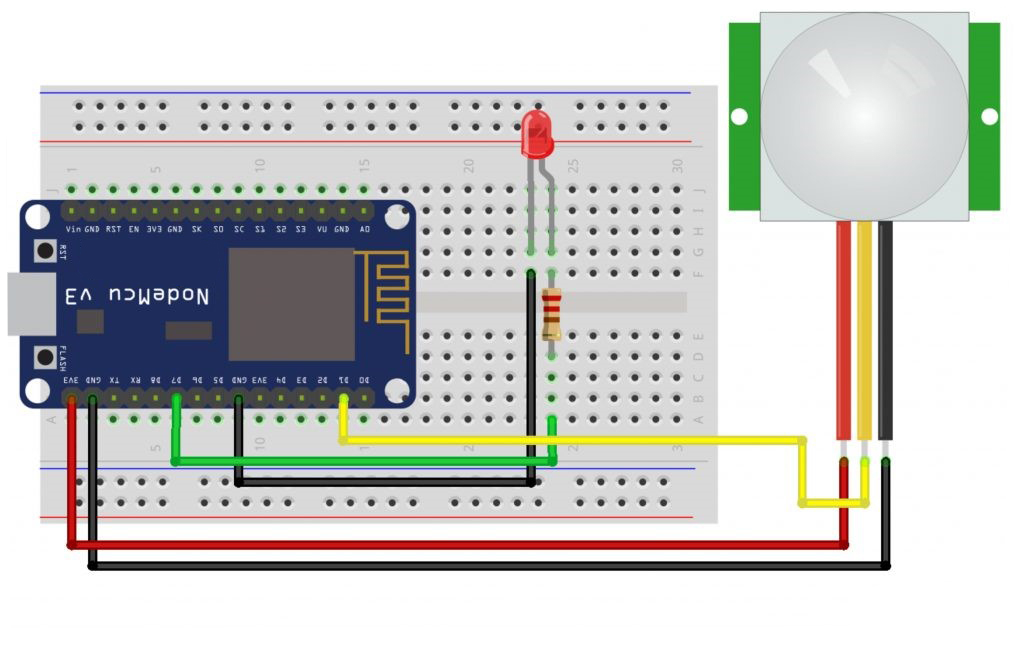 1 5 10 15 20 25 30
J J
Vin GND RST EN 3V3 GND SK SO SC S1 S2 S3 VU GND AO
I
H
RST
G
F
NodeMcu v3
E
FLASH
D
C
3V3 GND TX RX D8 D7 D6 D5 GND 3V3 D4 D3 D2 D1 D0
B
A A
5 10